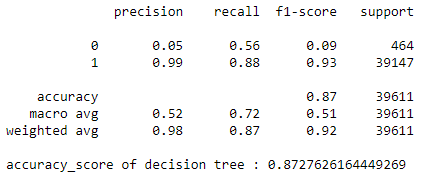 precision recall f1-score support
0 0.05 0.56 0.09 464
1 0.99 0.88 0.93 39147
accuracy 0.87 39611
macro avg 0.52 0.72 0.51 39611
weighted avg 0.98 0.87 0.92 39611
accuracy_score of decision tree : 0.8727626164449269